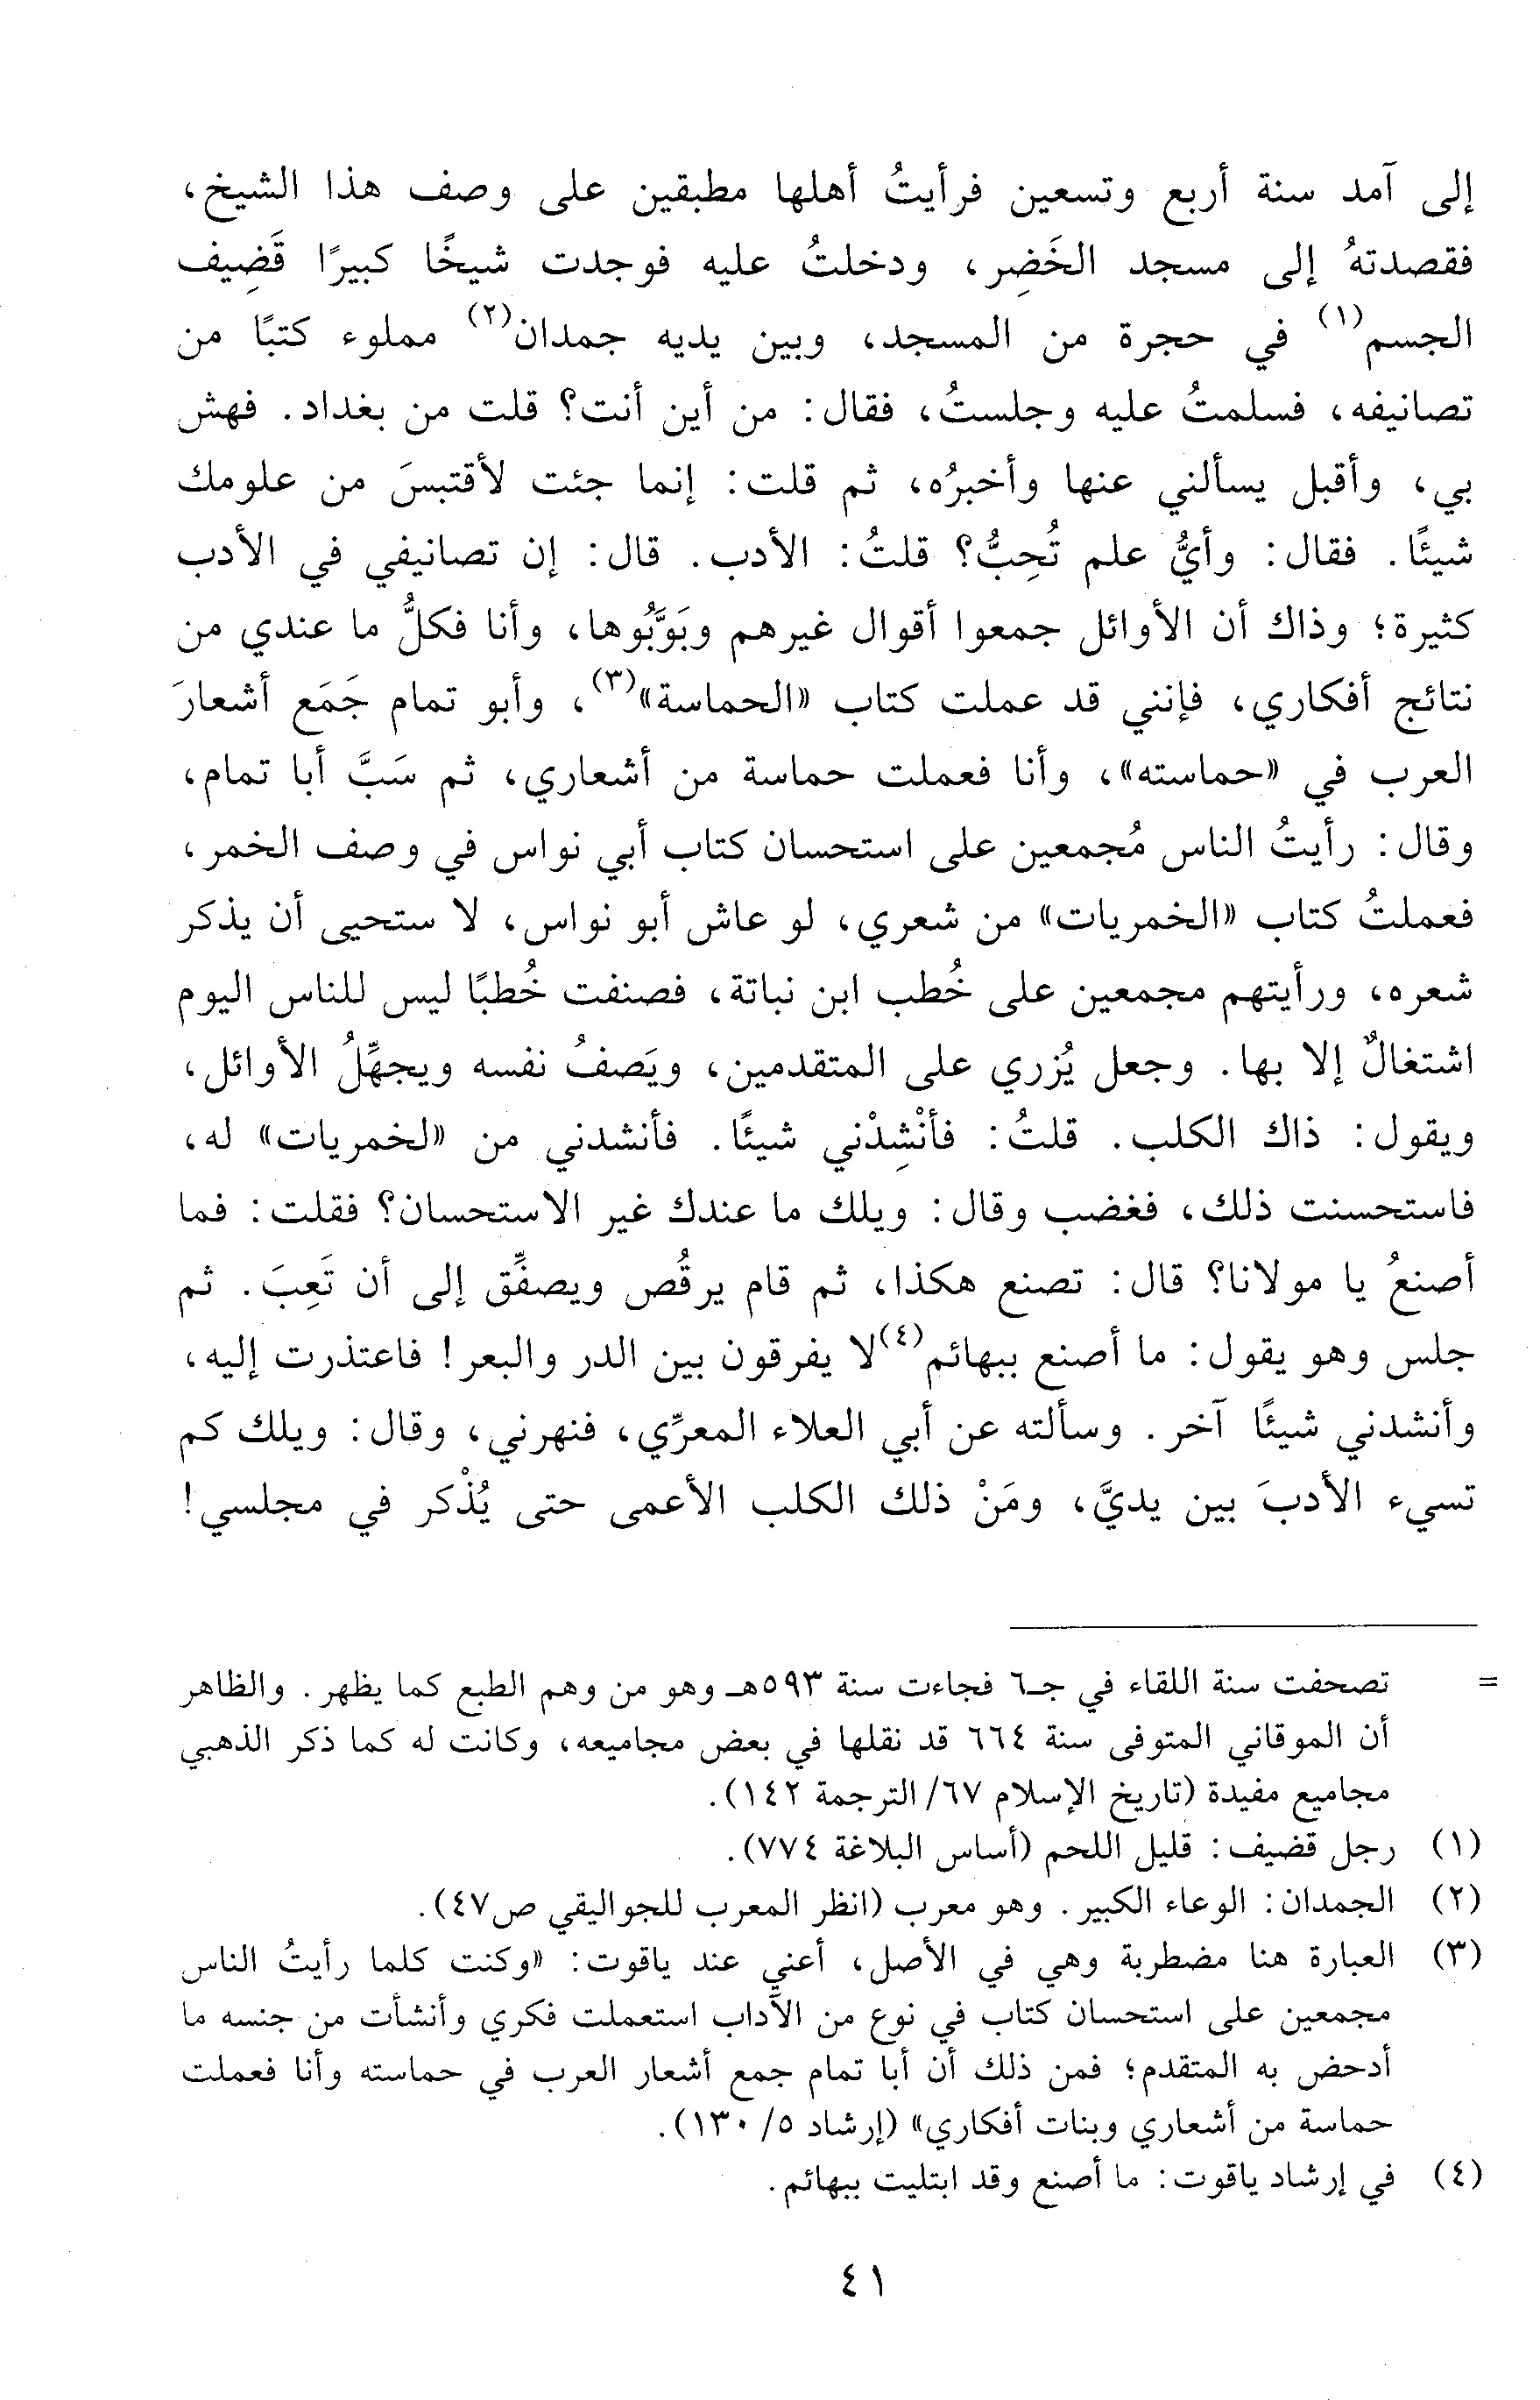 إلى آمد سنة أربع وتسعين فرأيتُ أهلها مطبقين على وصف هذا الشيخ،
فقصدتهُ إلى مسجد الخَضِر، ودخلتُ عليه فوجدت شيخًا كبيرًا قَضِيف
الجسم(١) في حجرة من المسجد، وبين يديه جمدان(٢) مملوء كتبًا من
تصانيفه، فسلمتُ عليه وجلستُ، فقال: من أين أنت؟ قلت من بغداد. فهش
بي، وأقبل يسألني عنها وأخبرُه، ثم قلت: إنما جئت لأقتبسَ من علومك
شيئًا. فقال: وأيُّ علم تُحِبُّ؟ قلتُ: الأدب. قال: إن تصانيفي في الأدب
كثيرة؛ وذاك أن الأوائل جمعوا أقوال غيرهم وبَوَّبُوها، وأنا فكلُّ ما عندي من
نتائج أفكاري، فإنني قد عملت كتاب «الحماسة»(٣)، وأبو تمام جَمَع أشعارَ
العرب في «حماسته»، وأنا فعملت حماسة من أشعاري، ثم سَبَّ أبا تمام،
وقال: رأيتُ الناس مُجمعين على استحسان كتاب أبي نواس في وصف الخمر،
فعملتُ كتاب «الخمريات» من شعري، لو عاش أبو نواس، لا ستحيى أن يذكر
شعره، ورأيتهم مجمعين على خُطب ابن نباتة، فصنفت خُطبًا ليس للناس اليوم
اشتغالٌ إلا بها. وجعل يُزري على المتقدمين، ويَصفُ نفسه ويجهِّلُ الأوائل،
ويقول: ذاك الكلب. قلتُ: فأنْشِدْني شيئًا. فأنشدني من «لخمريات» له،
فاستحسنت ذلك، فغضب وقال: ويلك ما عندك غير الاستحسان؟ فقلت: فما
أصنعُ يا مولانا؟ قال: تصنع هكذا، ثم قام يرقُص ويصفِّق إلى أن تَعِبَ. ثم
جلس وهو يقول: ما أصنع ببهائم(٤)لا يفرقون بين الدر والبعر! فاعتذرت إليه،
وأنشدني شيئًا آخر. وسألته عن أبي العلاء المعرِّي، فنهرني، وقال: ويلك كم
تسيء الأدبَ بين يديَّ، ومَنْ ذلك الكلب الأعمى حتى يُذْكر في مجلسي!
= تصحفت سنة اللقاء في جـ٦ فجاءت سنة ٥٩٣هـ وهو من وهم الطبع كما يظهر. والظاهر
أن الموقاني المتوفى سنة ٦٦٤ قد نقلها في بعض مجاميعه، وكانت له كما ذكر الذهبي
مجاميع مفيدة (تاريخ الإسلام ٦٧/ الترجمة ١٤٢).
(١) رجل قضيف: قليل اللحم (أساس البلاغة ٧٧٤).
(٢) الجمدان: الوعاء الكبير. وهو معرب (انظر المعرب للجواليقي ص٤٧).
(٣) العبارة هنا مضطربة وهي في الأصل، أعني عند ياقوت: «وكنت كلما رأيتُ الناس
مجمعين على استحسان كتاب في نوع من الآداب استعملت فكري وأنشأت من جنسه ما
أدحض به المتقدم؛ فمن ذلك أن أبا تمام جمع أشعار العرب في حماسته وأنا فعملت
حماسة من أشعاري وبنات أفكاري» (إرشاد ٥/ ١٣٠).
(٤) في إرشاد ياقوت: ما أصنع وقد ابتليت ببهائم.
٤١